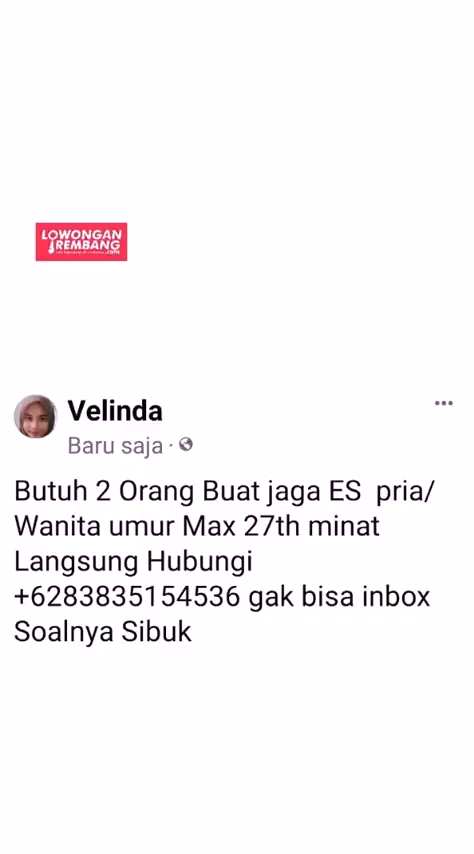 LOWONGAN
REMBANG
.com
Velinda
Baru saja ·
Butuh 2 Orang Buat jaga ES pria/
Wanita umur Max 27th minat
Langsung Hubungi
+6283835154536 gak bisa inbox
Soalnya Sibuk